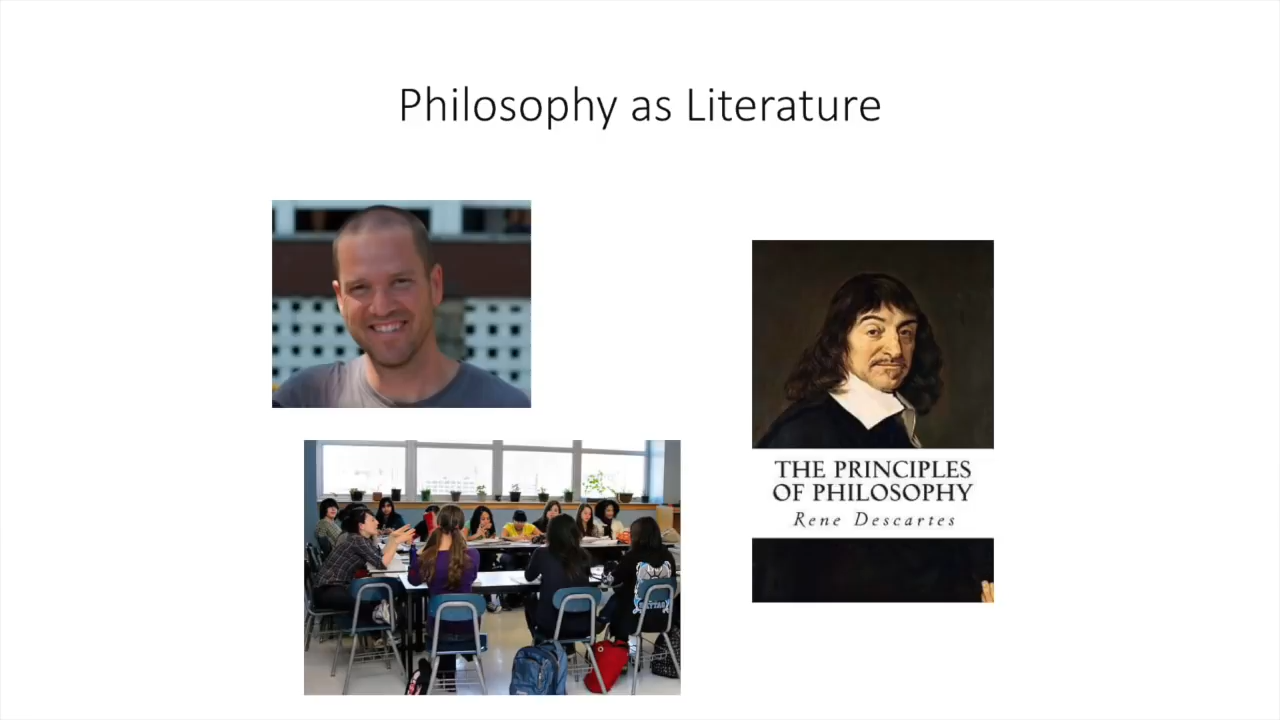 Philosophy as Literature
THE PRINCIPLES
OF PHILOSOPHY
Rene Descartes